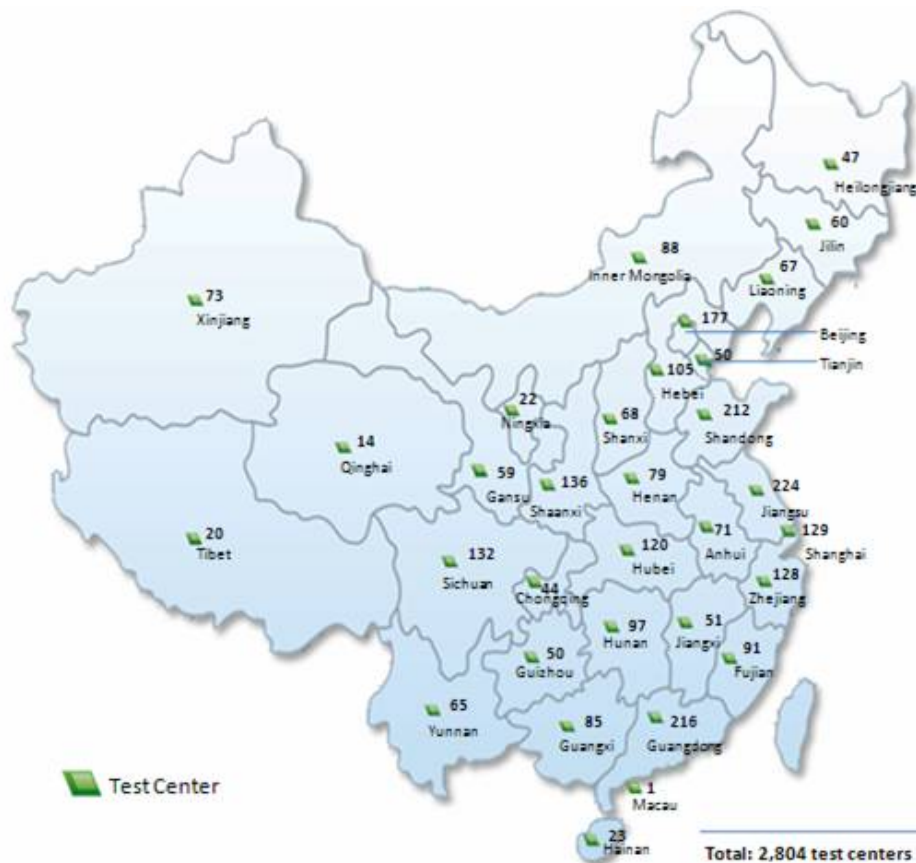 47
Heilongjiang
60
Jilin
88
Inner Mongolia
67
Liaoning
73
Xinjiang
177
Beijing
50
Tianjin
105
Hebei
22
Ningxia
68
Shanxi
212
Shandong
14
Qinghai
59
Gansu
136
Shaanxi
79
Henan
224
Jiangsu
20
Tibet
71
Anhui
129
Shanghai
132
Sichuan
120
Hubei
44
Chongqing
128
Zhejiang
97
Hunan
51
Jiangxi
50
Guizhou
91
Fujian
65
Yunnan
85
Guangxi
216
Guangdong
Test Center
1
Macau
23
Hainan
Total: 2,804 test centers